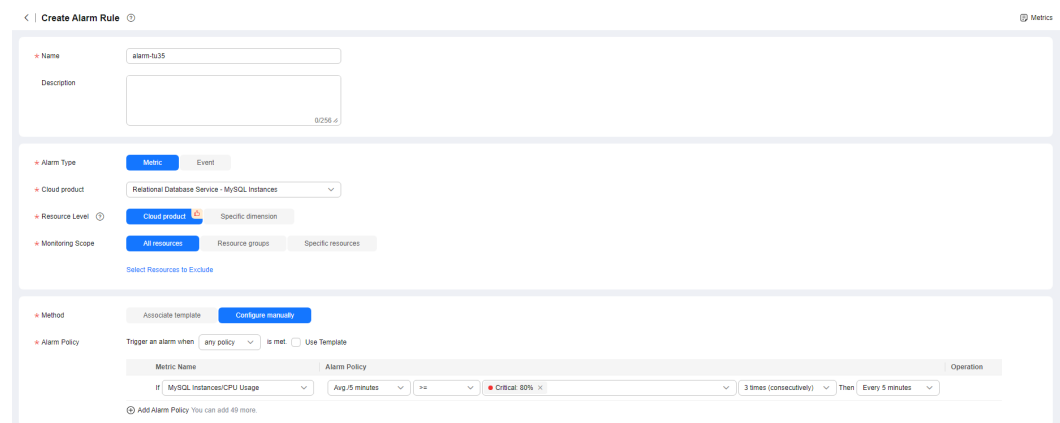 Create Alarm Rule ?
Metrics
* Name alarm-tu35
Description
0/256
* Alarm Type Metric Event
* Cloud product Relational Database Service - MySQL Instances
* Resource Level ? Cloud product Specific dimension
* Monitoring Scope All resources Resource groups Specific resources
Select Resources to Exclude
* Method Associate template Configure manually
* Alarm Policy Trigger an alarm when any policy is met. Use Template
Metric Name Alarm Policy Operation
If MySQL Instances/CPU Usage Avg./5 minutes >= Critical: 80% × 3 times (consecutively) Then Every 5 minutes
Add Alarm Policy You can add 49 more.